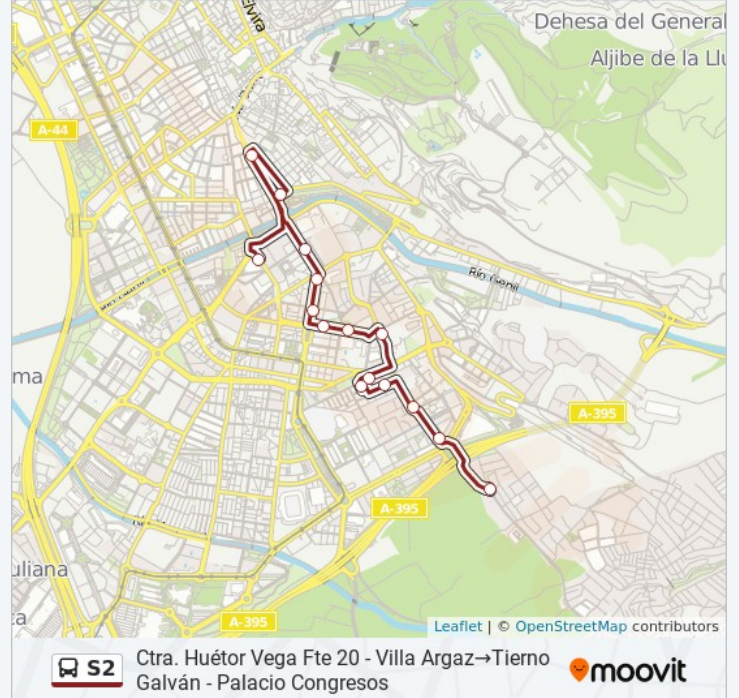 Elvira
Dehesa del General
Aljibe de la Llu
A-44
Río Genil
ma
A-395
A-395
uliana
ta
A-395
Leaflet | © OpenStreetMap contributors
S2 Ctra. Huétor Vega Fte 20 - Villa Argaz→Tierno
Galván - Palacio Congresos
moovit